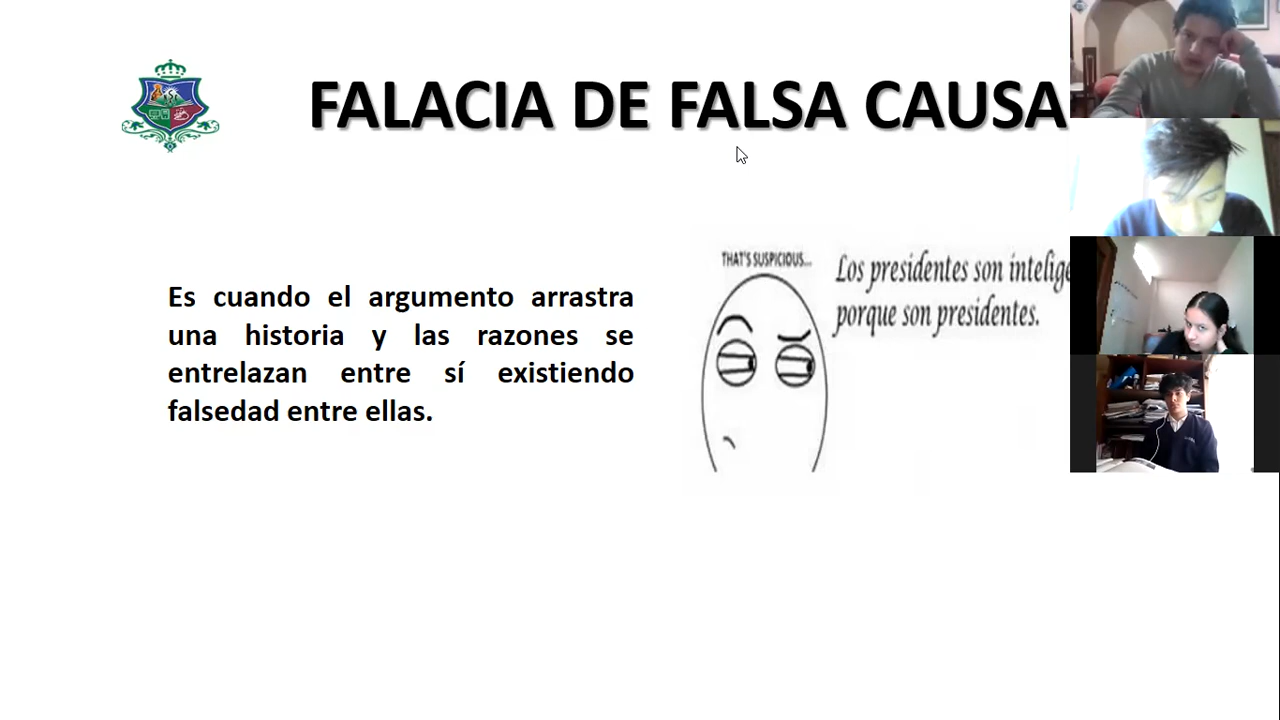 FALACIA DE FALSA CAUSA
Es cuando el argumento arrastra
una historia y las razones se
entrelazan entre sí existiendo
falsedad entre ellas.
THAT'S SUSPICIOUS...
Los presidentes son intelige
porque son presidentes.